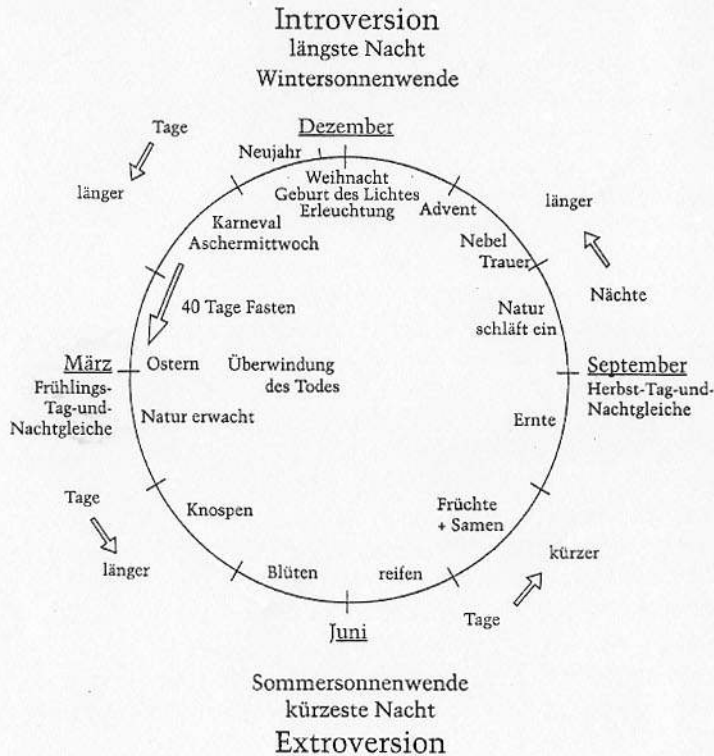 Introversion
längste Nacht
Wintersonnenwende
Dezember
Tage
länger
Neujahr
Weihnacht
Geburt des Lichtes
Erleuchtung
Advent
länger
Nächte
Karneval
Aschermittwoch
Nebel
Trauer
40 Tage Fasten
Natur
schläft ein
März
Frühlings-
Tag-und-
Nachtgleiche
Ostern
Überwindung
des Todes
September
Herbst-Tag-und-
Nachtgleiche
Natur erwacht
Ernte
Tage
länger
Knospen
Früchte
+ Samen
kürzer
Tage
Blüten
reifen
Juni
Sommersonnenwende
kürzeste Nacht
Extroversion